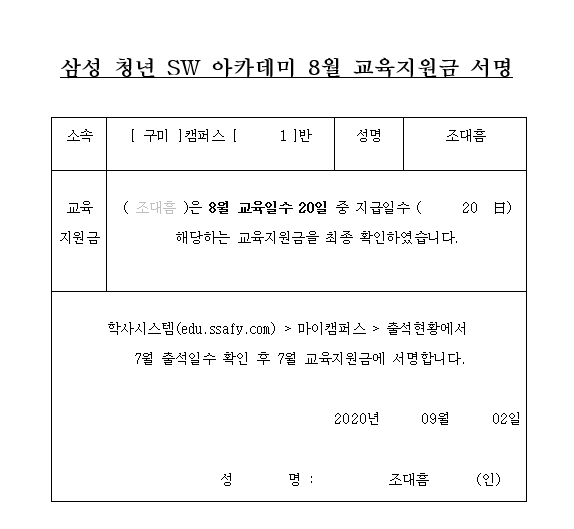 삼성 청년 SW 아카데미 8월 교육지원금 서명
소속 [ 구미 ]캠퍼스 [ 1 ]반 성명 조대흠
교육 ( 조대흠 )은 8월 교육일수 20일 중 지급일수 ( 20 日)
지원금 해당하는 교육지원금을 최종 확인하였습니다.
학사시스템(edu.ssafy.com) > 마이캠퍼스 > 출석현황에서
7월 출석일수 확인 후 7월 교육지원금에 서명합니다.
2020년 09월 02일
성 명 : 조대흠 (인)